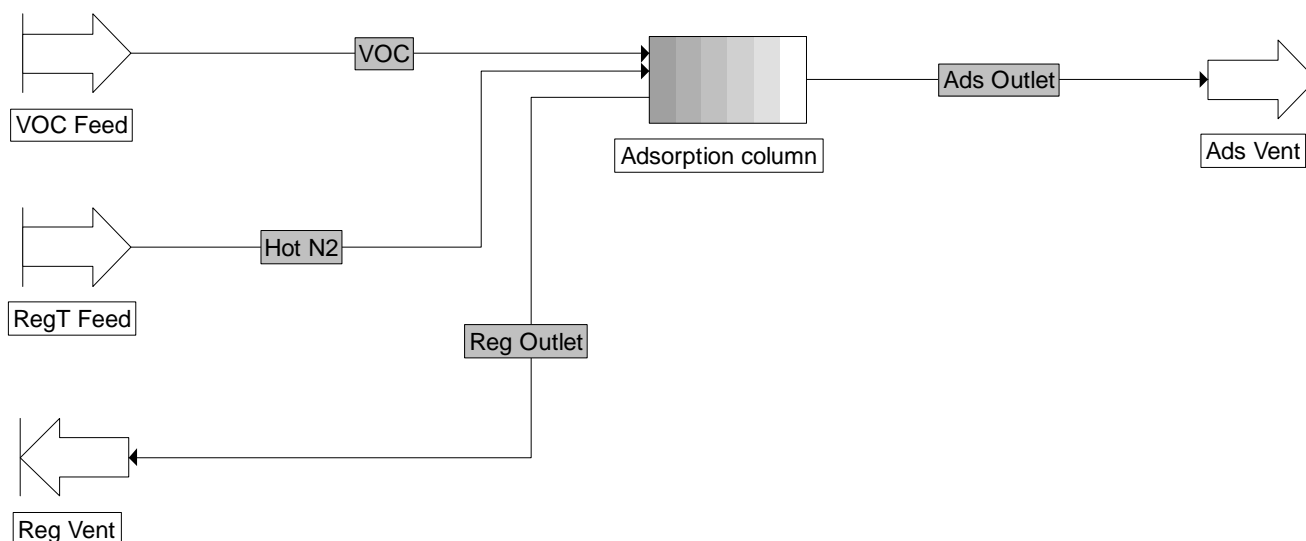 VOC
Ads Outlet
VOC Feed
Adsorption column
Ads Vent
Hot N2
RegT Feed
Reg Outlet
Reg Vent